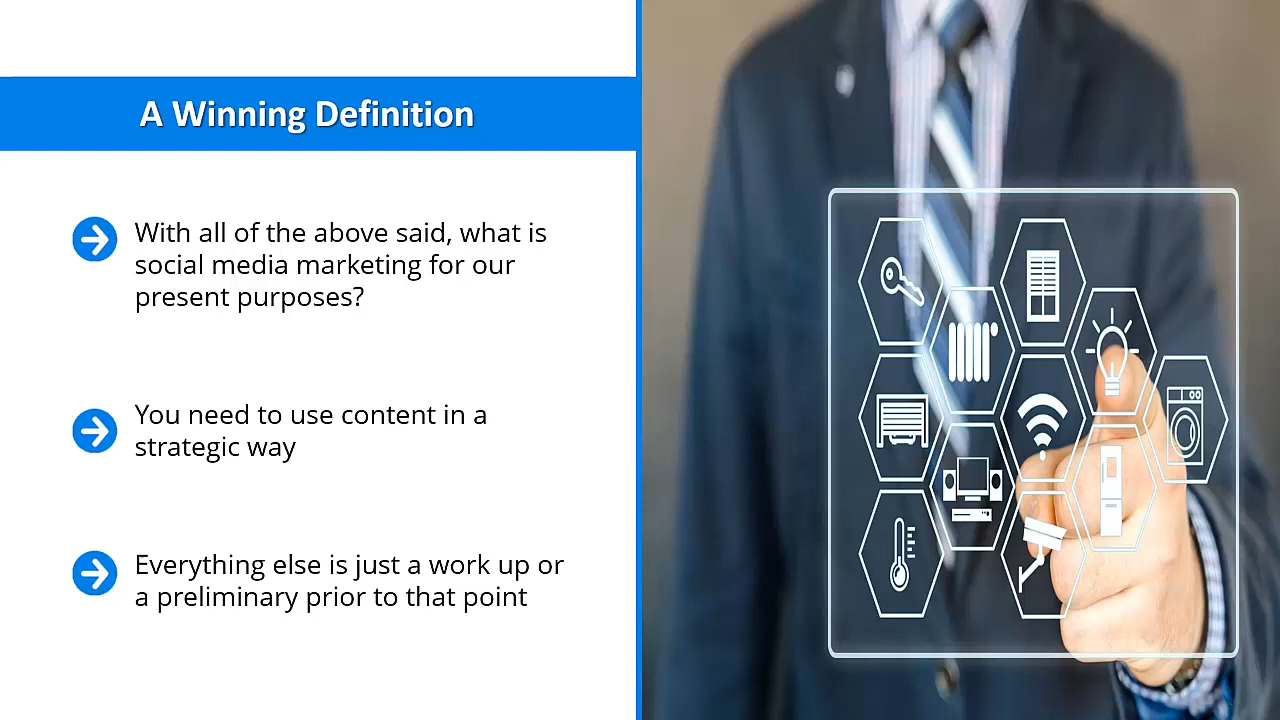 A Winning Definition
With all of the above said, what is
social media marketing for our
present purposes?
You need to use content in a
strategic way
Everything else is just a work up or
a preliminary prior to that point